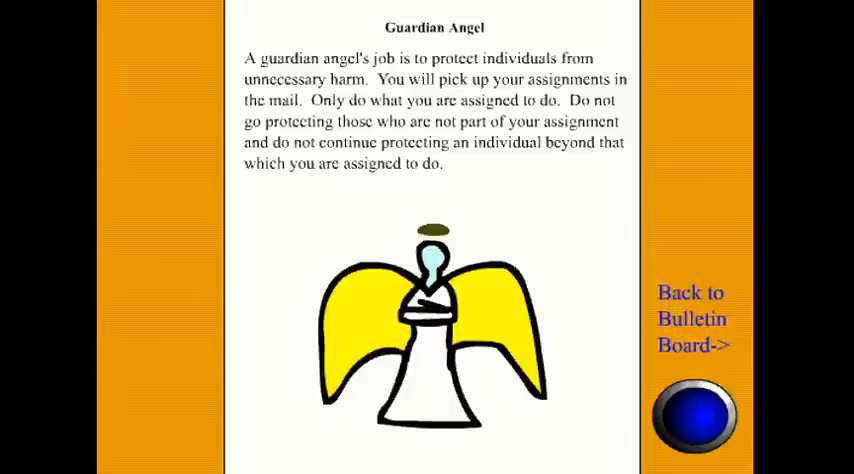 Guardian Angel
A guardian angel's job is to protect individuals from
unnecessary harm.  You will pick up your assignments in
the mail.  Only do what you are assigned to do.  Do not
go protecting those who are not part of your assignment
and do not continue protecting an individual beyond that
which you are assigned to do.
Back to
Bulletin
Board->